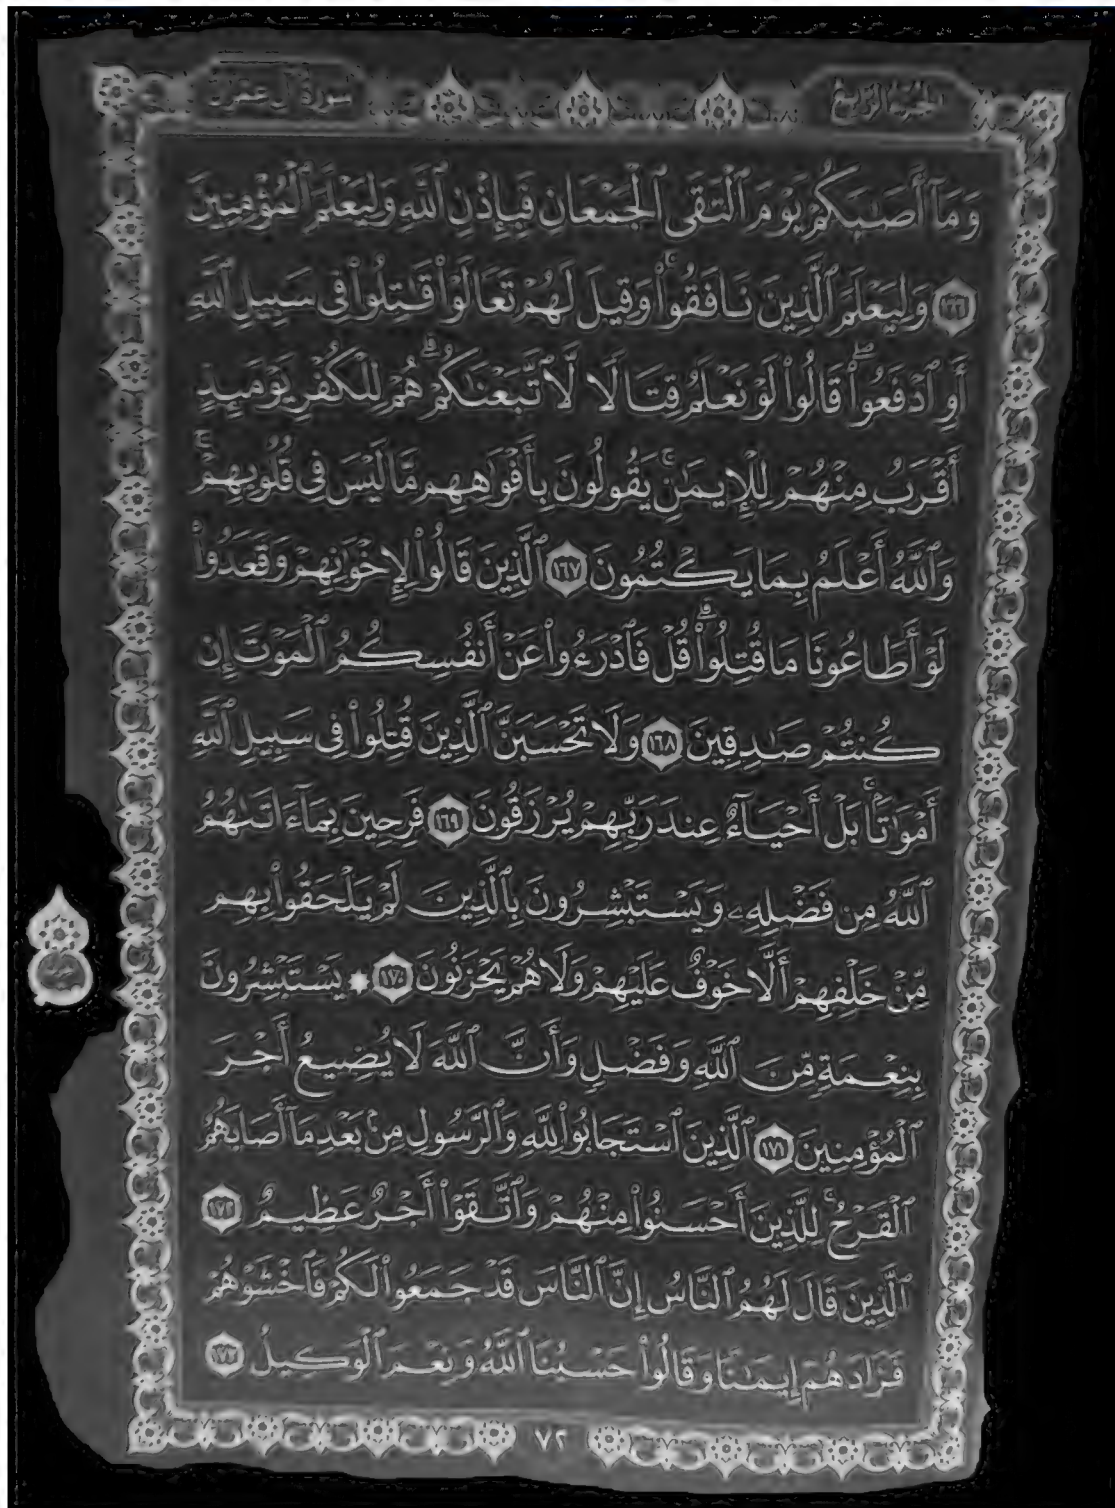 الجزء الرابع
سورة آل عمران
وَمَآ أَصَٰبَكُمْ يَوْمَ ٱلْتَقَى ٱلْجَمْعَانِ فَبِإِذْنِ ٱللَّهِ وَلِيَعْلَمَ ٱلْمُؤْمِنِينَ
١٦٦ وَلِيَعْلَمَ ٱلَّذِينَ نَافَقُوا۟ۚ وَقِيلَ لَهُمْ تَعَالَوْا۟ قَٰتِلُوا۟ فِى سَبِيلِ ٱللَّهِ
أَوِ ٱدْفَعُوا۟ۖ قَالُوا۟ لَوْ نَعْلَمُ قِتَالًا لَّٱتَّبَعْنَٰكُمْۗ هُمْ لِلْكُفْرِ يَوْمَئِذٍ
أَقْرَبُ مِنْهُمْ لِلْإِيمَٰنِۚ يَقُولُونَ بِأَفْوَٰهِهِم مَّا لَيْسَ فِى قُلُوبِهِمْۚ
وَٱللَّهُ أَعْلَمُ بِمَا يَكْتُمُونَ ١٦٧ ٱلَّذِينَ قَالُوا۟ لِإِخْوَٰنِهِمْ وَقَعَدُوا۟
لَوْ أَطَاعُونَا مَا قُتِلُوا۟ۗ قُلْ فَٱدْرَءُوا۟ عَنْ أَنفُسِكُمُ ٱلْمَوْتَ إِن
كُنتُمْ صَٰدِقِينَ ١٦٨ وَلَا تَحْسَبَنَّ ٱلَّذِينَ قُتِلُوا۟ فِى سَبِيلِ ٱللَّهِ
أَمْوَٰتًۢاۚ بَلْ أَحْيَآءٌ عِندَ رَبِّهِمْ يُرْزَقُونَ ١٦٩ فَرِحِينَ بِمَآ ءَاتَىٰهُمُ
ٱللَّهُ مِن فَضْلِهِۦ وَيَسْتَبْشِرُونَ بِٱلَّذِينَ لَمْ يَلْحَقُوا۟ بِهِم
مِّنْ خَلْفِهِمْ أَلَّا خَوْفٌ عَلَيْهِمْ وَلَا هُمْ يَحْزَنُونَ ١٧٠ ۞ يَسْتَبْشِرُونَ
بِنِعْمَةٍ مِّنَ ٱللَّهِ وَفَضْلٍ وَأَنَّ ٱللَّهَ لَا يُضِيعُ أَجْرَ
ٱلْمُؤْمِنِينَ ١٧١ ٱلَّذِينَ ٱسْتَجَابُوا۟ لِلَّهِ وَٱلرَّسُولِ مِنۢ بَعْدِ مَآ أَصَابَهُمُ
ٱلْقَرْحُۚ لِلَّذِينَ أَحْسَنُوا۟ مِنْهُمْ وَٱتَّقَوْا۟ أَجْرٌ عَظِيمٌ ١٧٢
ٱلَّذِينَ قَالَ لَهُمُ ٱلنَّاسُ إِنَّ ٱلنَّاسَ قَدْ جَمَعُوا۟ لَكُمْ فَٱخْشَوْهُمْ
فَزَادَهُمْ إِيمَٰنًا وَقَالُوا۟ حَسْبُنَا ٱللَّهُ وَنِعْمَ ٱلْوَكِيلُ ١٧٣
٧٢